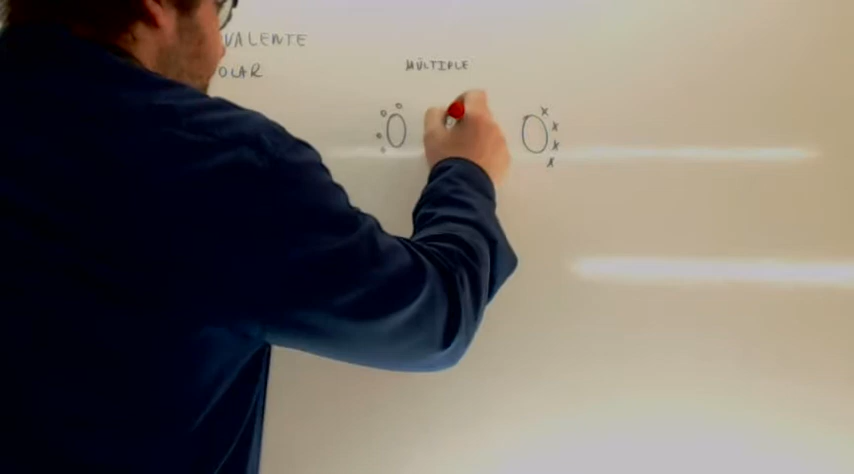 VALENTE
OLAR
MÚLTIPLE
O O
x
x
x
x